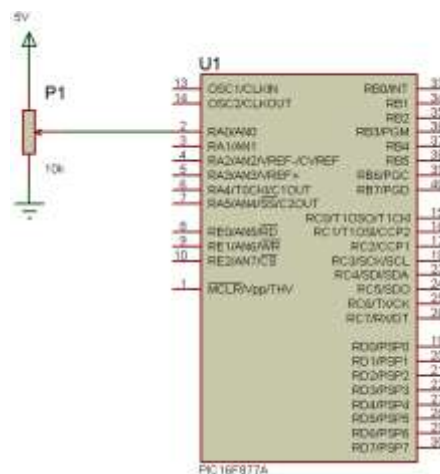 5V
P1
10k
U1
13 OSC1/CLKIN
14 OSC2/CLKOUT
2 RA0/AN0
3 RA1/AN1
4 RA2/AN2/VREF-/CVREF
5 RA3/AN3/VREF+
6 RA4/T0CKI/C1OUT
7 RA5/AN4/SS/C2OUT
8 RE0/AN5/RD
9 RE1/AN6/WR
10 RE2/AN7/CS
1 MCLR/Vpp/THV
RB0/INT
RB1
RB2
RB3/PGM
RB4
RB5
RB6/PGC
RB7/PGD
RC0/T1OSO/T1CKI
RC1/T1OSI/CCP2
RC2/CCP1
RC3/SCK/SCL
RC4/SDI/SDA
RC5/SDO
RC6/TX/CK
RC7/RX/DT
RD0/PSP0
RD1/PSP1
RD2/PSP2
RD3/PSP3
RD4/PSP4
RD5/PSP5
RD6/PSP6
RD7/PSP7
PIC16F877A